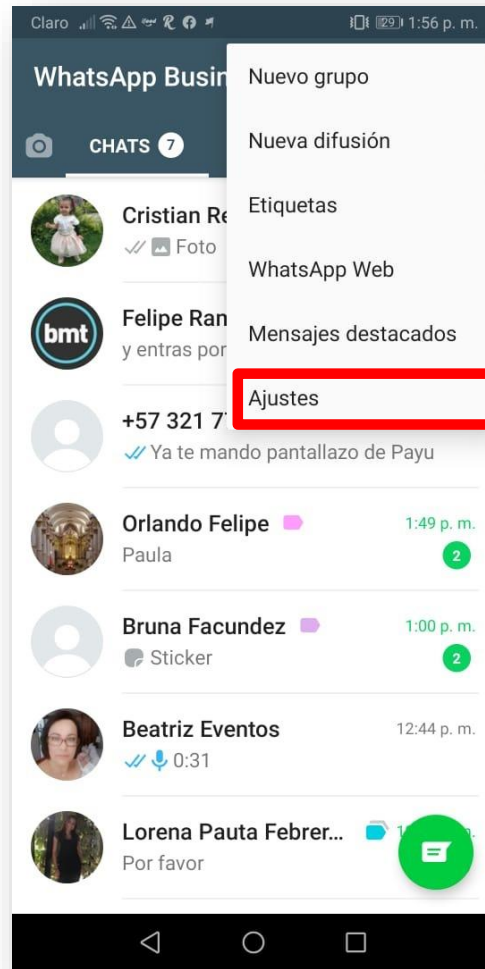 Claro 29 1:56 p. m.
WhatsApp Busin
Nuevo grupo
Nueva difusión
Etiquetas
WhatsApp Web
Mensajes destacados
Ajustes
CHATS 7
Cristian Re
Foto
bmt
Felipe Ran
y entras por
+57 321 7
Ya te mando pantallazo de Payu
Orlando Felipe 1:49 p. m.
Paula 2
Bruna Facundez 1:00 p. m.
Sticker 2
Beatriz Eventos 12:44 p. m.
0:31
Lorena Pauta Febrer...
Por favor